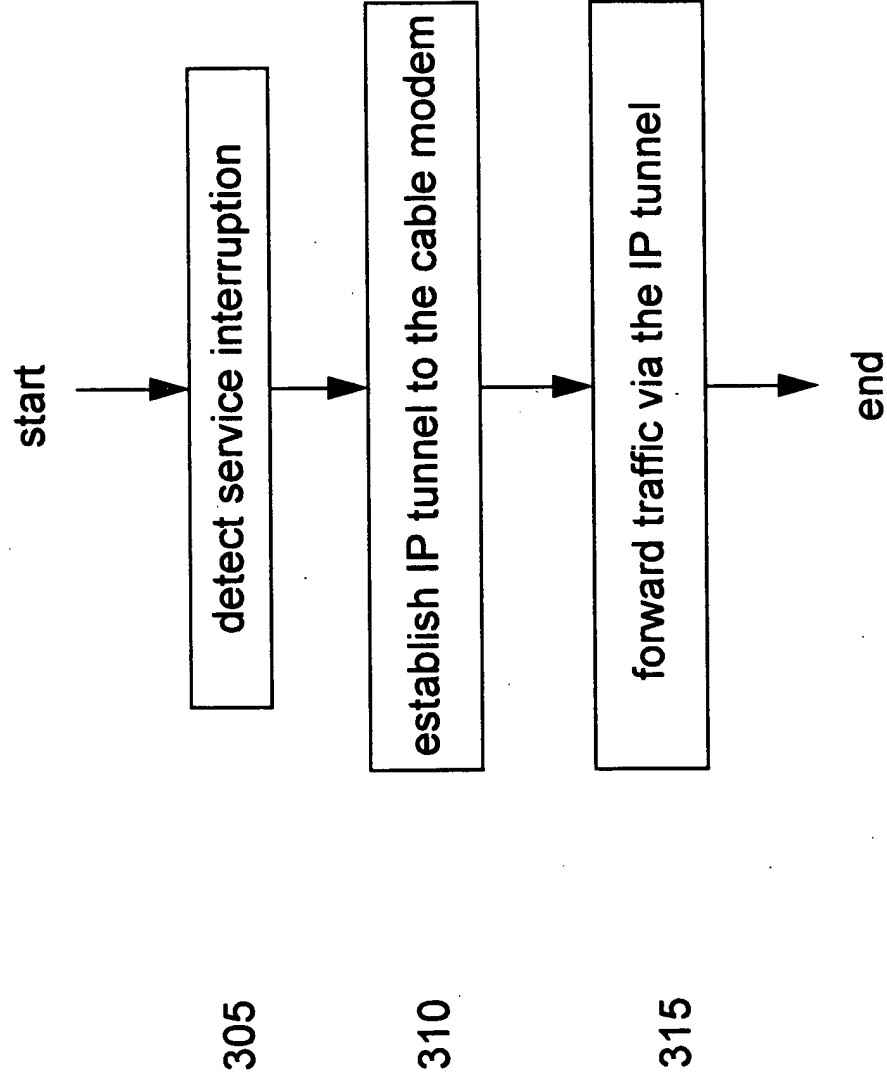 start
305
detect service interruption
310
establish IP tunnel to the cable modem
315
forward traffic via the IP tunnel
end